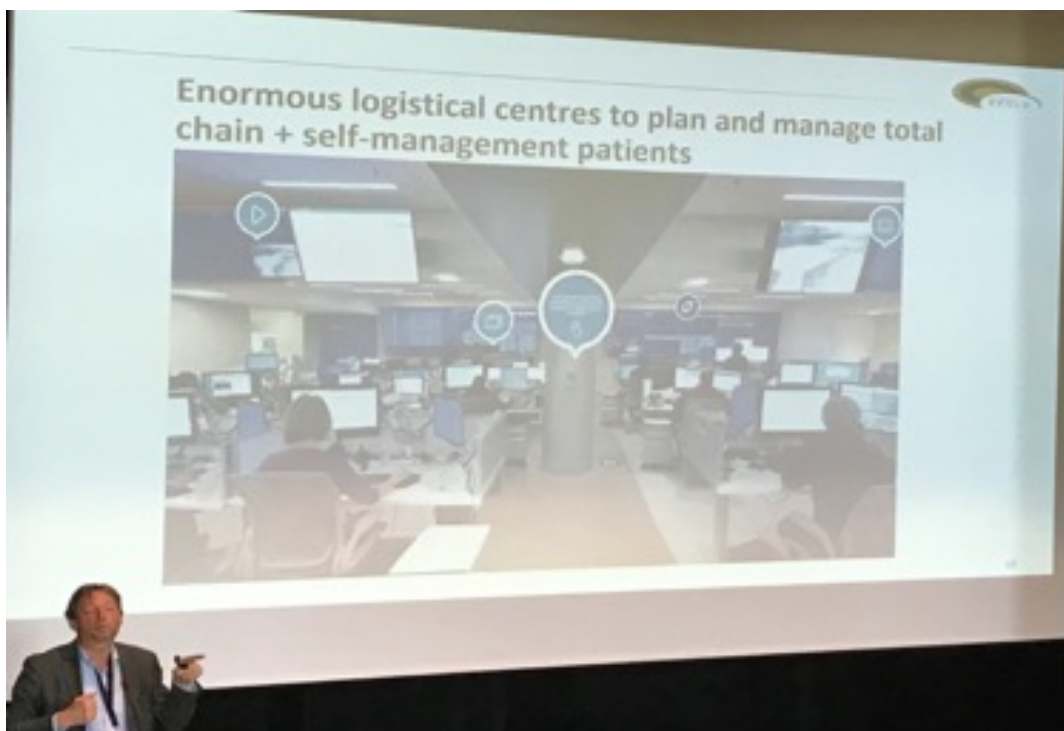 Enormous logistical centres to plan and manage total
chain + self-management patients